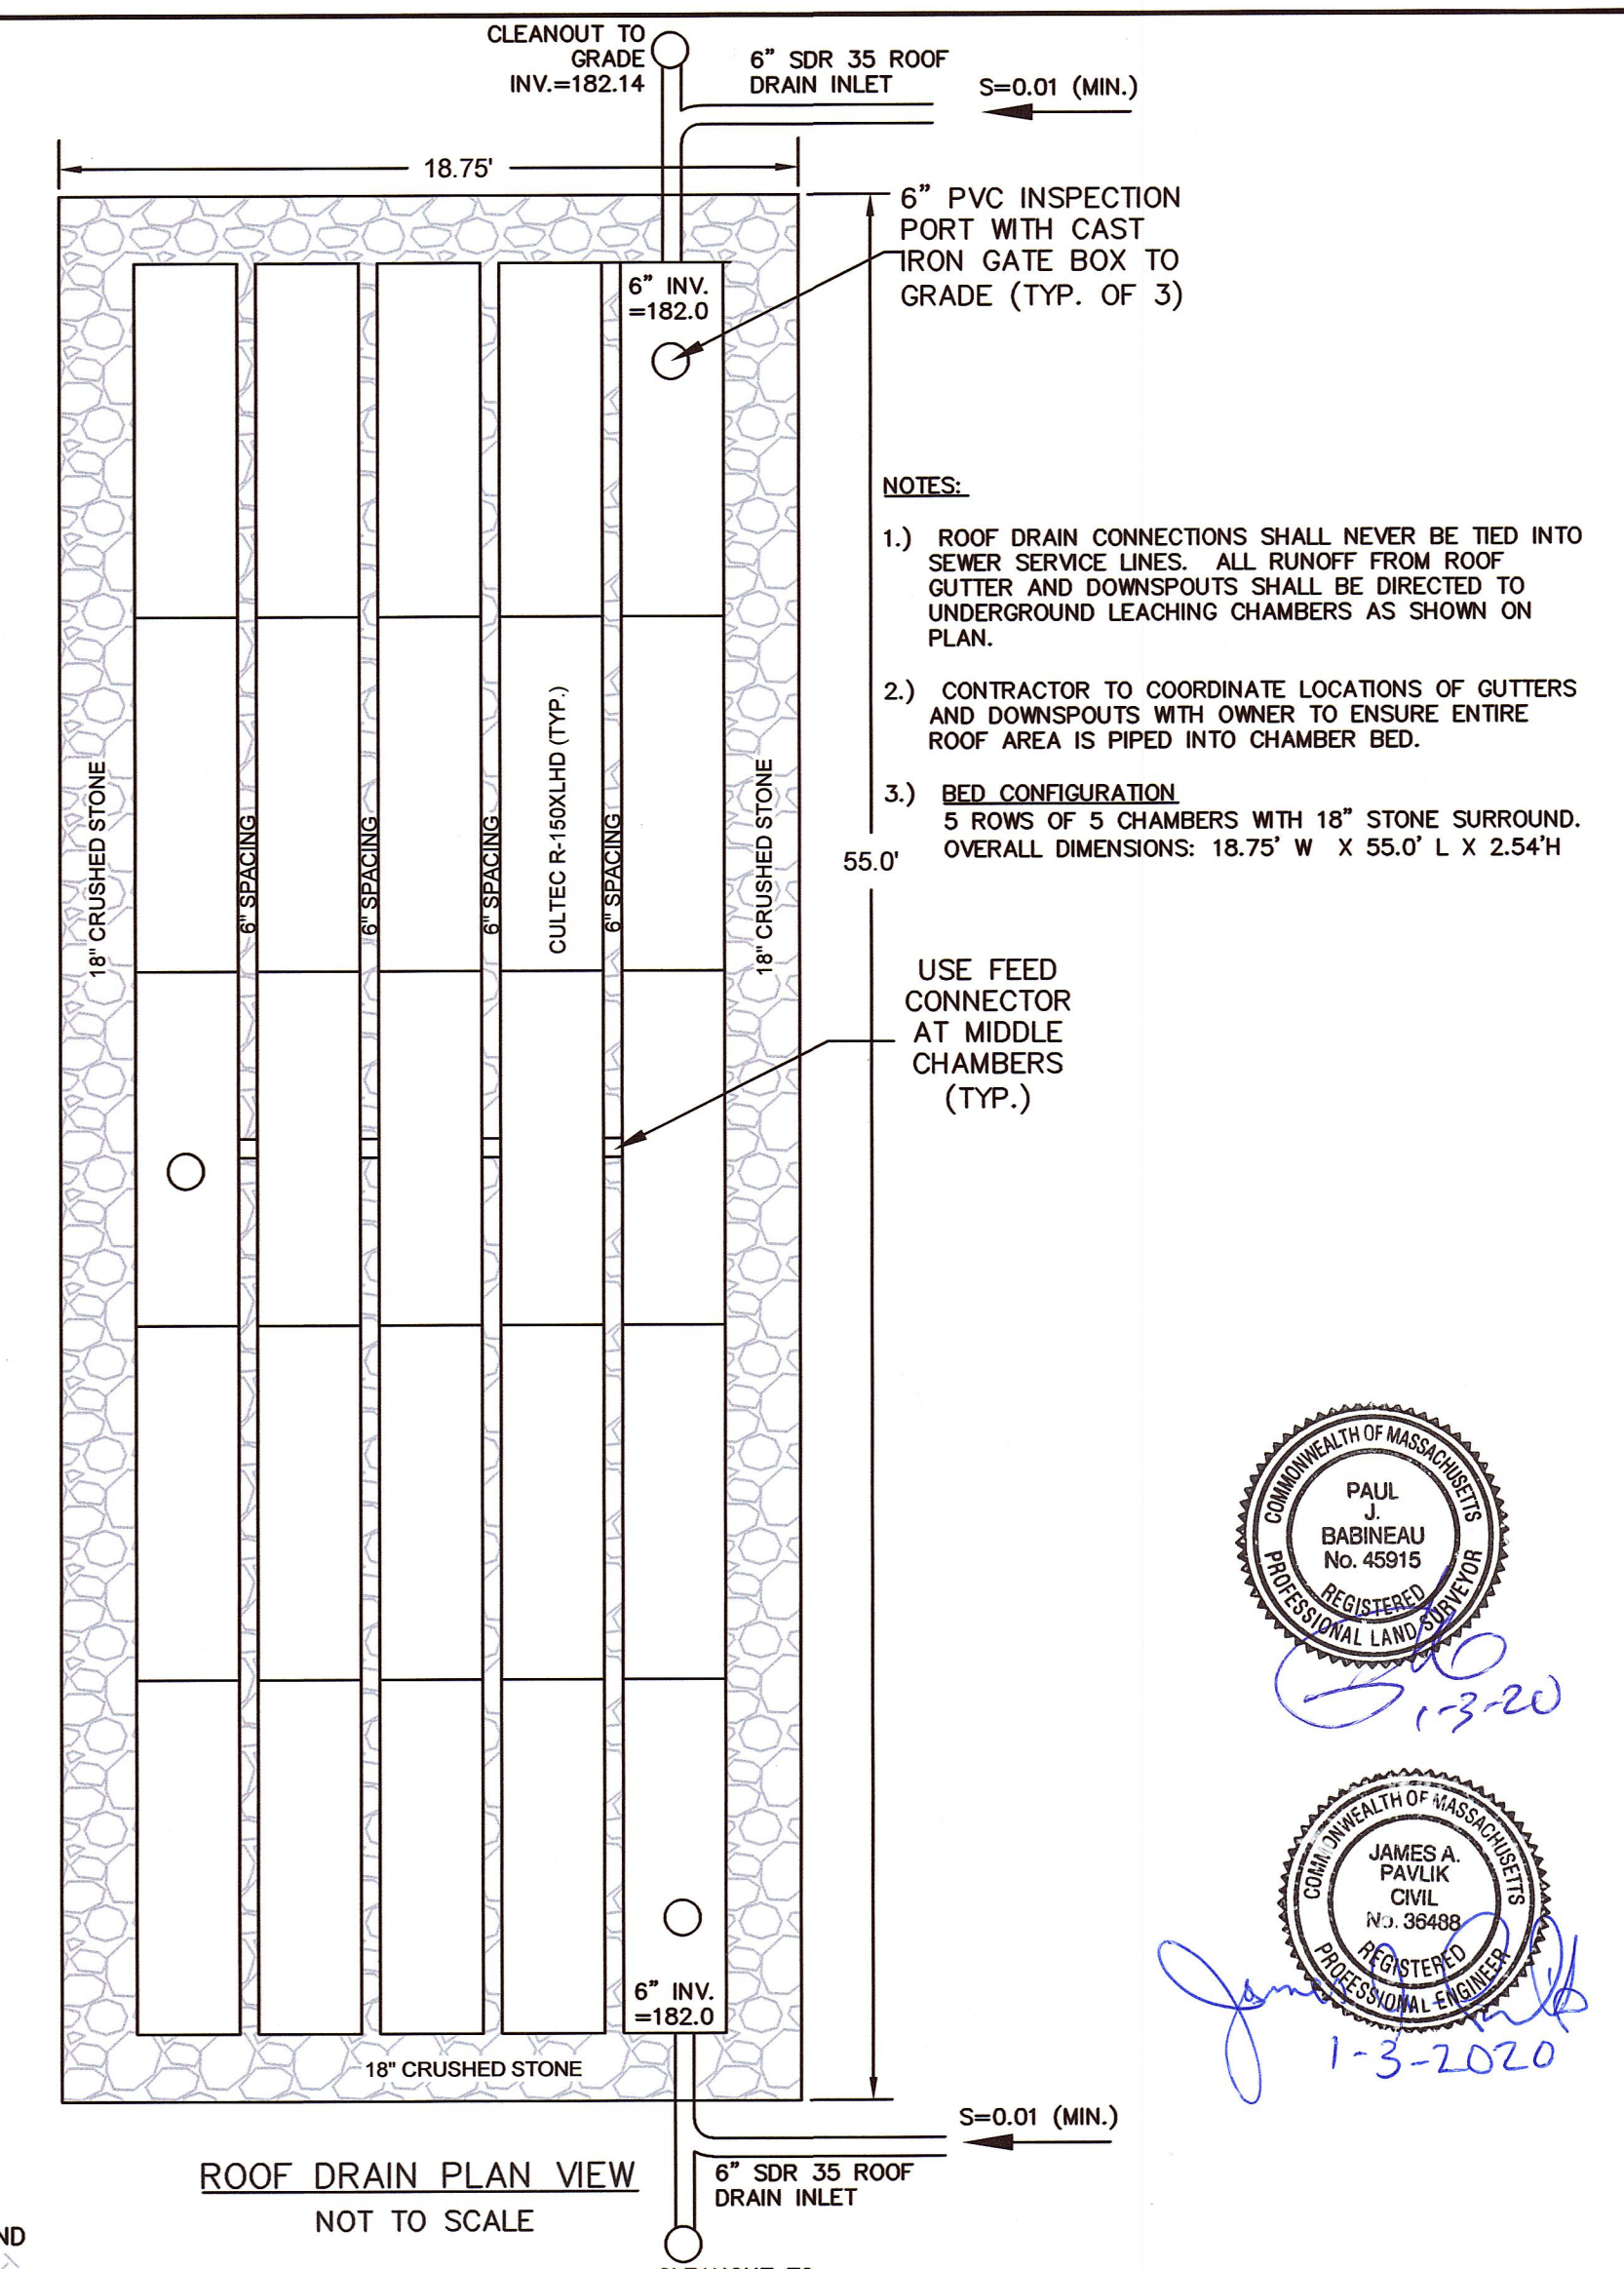 CLEANOUT TO
GRADE
INV.=182.14
6" SDR 35 ROOF
DRAIN INLET
S=0.01 (MIN.)
18.75'
6" PVC INSPECTION
PORT WITH CAST
IRON GATE BOX TO
GRADE (TYP. OF 3)
6" INV.
=182.0
NOTES:
1.) ROOF DRAIN CONNECTIONS SHALL NEVER BE TIED INTO
SEWER SERVICE LINES. ALL RUNOFF FROM ROOF
GUTTER AND DOWNSPOUTS SHALL BE DIRECTED TO
UNDERGROUND LEACHING CHAMBERS AS SHOWN ON
PLAN.
2.) CONTRACTOR TO COORDINATE LOCATIONS OF GUTTERS
AND DOWNSPOUTS WITH OWNER TO ENSURE ENTIRE
ROOF AREA IS PIPED INTO CHAMBER BED.
3.) BED CONFIGURATION
5 ROWS OF 5 CHAMBERS WITH 18" STONE SURROUND.
OVERALL DIMENSIONS: 18.75' W X 55.0' L X 2.54'H
55.0'
18" CRUSHED STONE
6" SPACING
6" SPACING
6" SPACING
CULTEC R-150XLHD (TYP.)
6" SPACING
18" CRUSHED STONE
USE FEED
CONNECTOR
AT MIDDLE
CHAMBERS
(TYP.)
COMMONWEALTH OF MASSACHUSETTS
PAUL
J.
BABINEAU
No. 45915
REGISTERED
PROFESSIONAL LAND SURVEYOR
1-3-20
COMMONWEALTH OF MASSACHUSETTS
JAMES A.
PAVLIK
CIVIL
No. 36488
REGISTERED
PROFESSIONAL ENGINEER
1-3-2020
6" INV.
=182.0
18" CRUSHED STONE
S=0.01 (MIN.)
6" SDR 35 ROOF
DRAIN INLET
ROOF DRAIN PLAN VIEW
NOT TO SCALE
ND